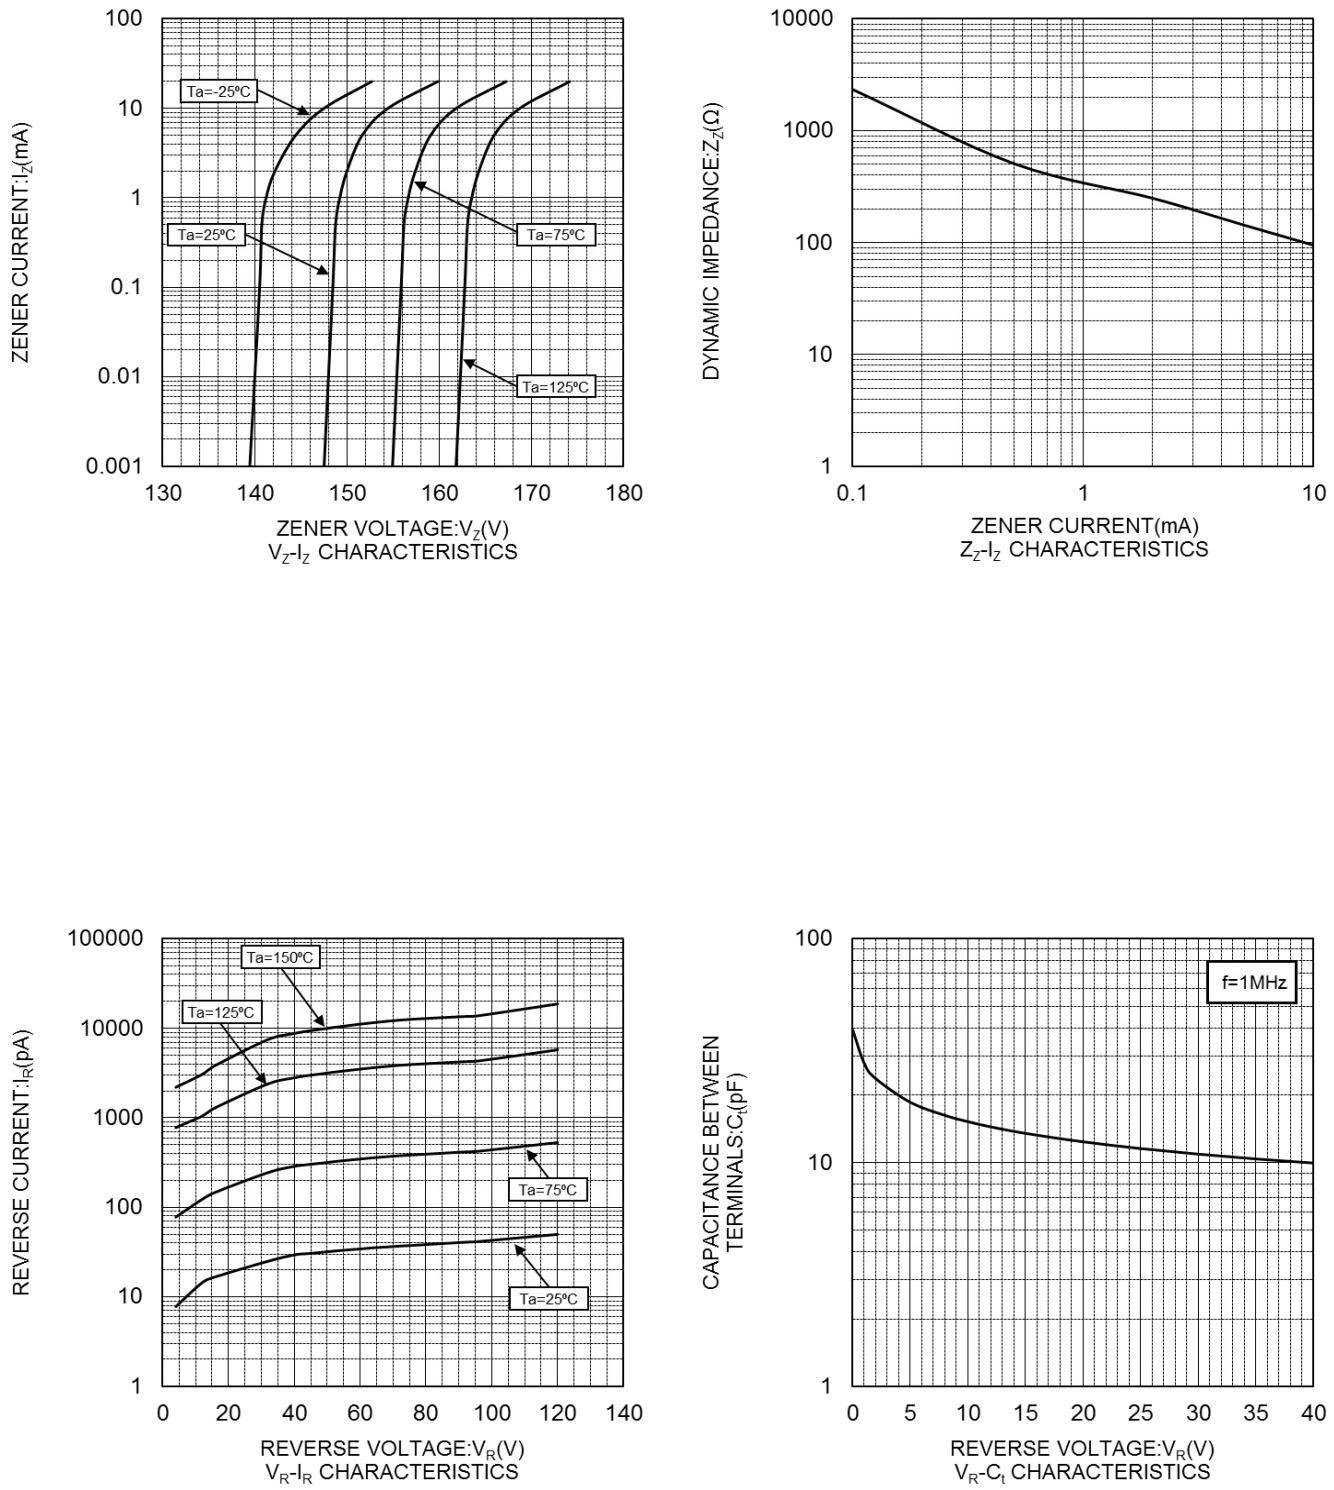 100
10
1
0.1
0.01
0.001
130 140 150 160 170 180
ZENER CURRENT:IZ(mA)
Ta=-25ºC
Ta=25ºC
Ta=75ºC
Ta=125ºC
ZENER VOLTAGE:VZ(V)
VZ-IZ CHARACTERISTICS
10000
1000
100
10
1
0.1 1 10
DYNAMIC IMPEDANCE:ZZ(Ω)
ZENER CURRENT(mA)
ZZ-IZ CHARACTERISTICS
100000
10000
1000
100
10
1
0 20 40 60 80 100 120 140
REVERSE CURRENT:IR(pA)
Ta=150ºC
Ta=125ºC
Ta=75ºC
Ta=25ºC
REVERSE VOLTAGE:VR(V)
VR-IR CHARACTERISTICS
100
10
1
0 5 10 15 20 25 30 35 40
CAPACITANCE BETWEEN
TERMINALS:Ct(pF)
f=1MHz
REVERSE VOLTAGE:VR(V)
VR-Ct CHARACTERISTICS